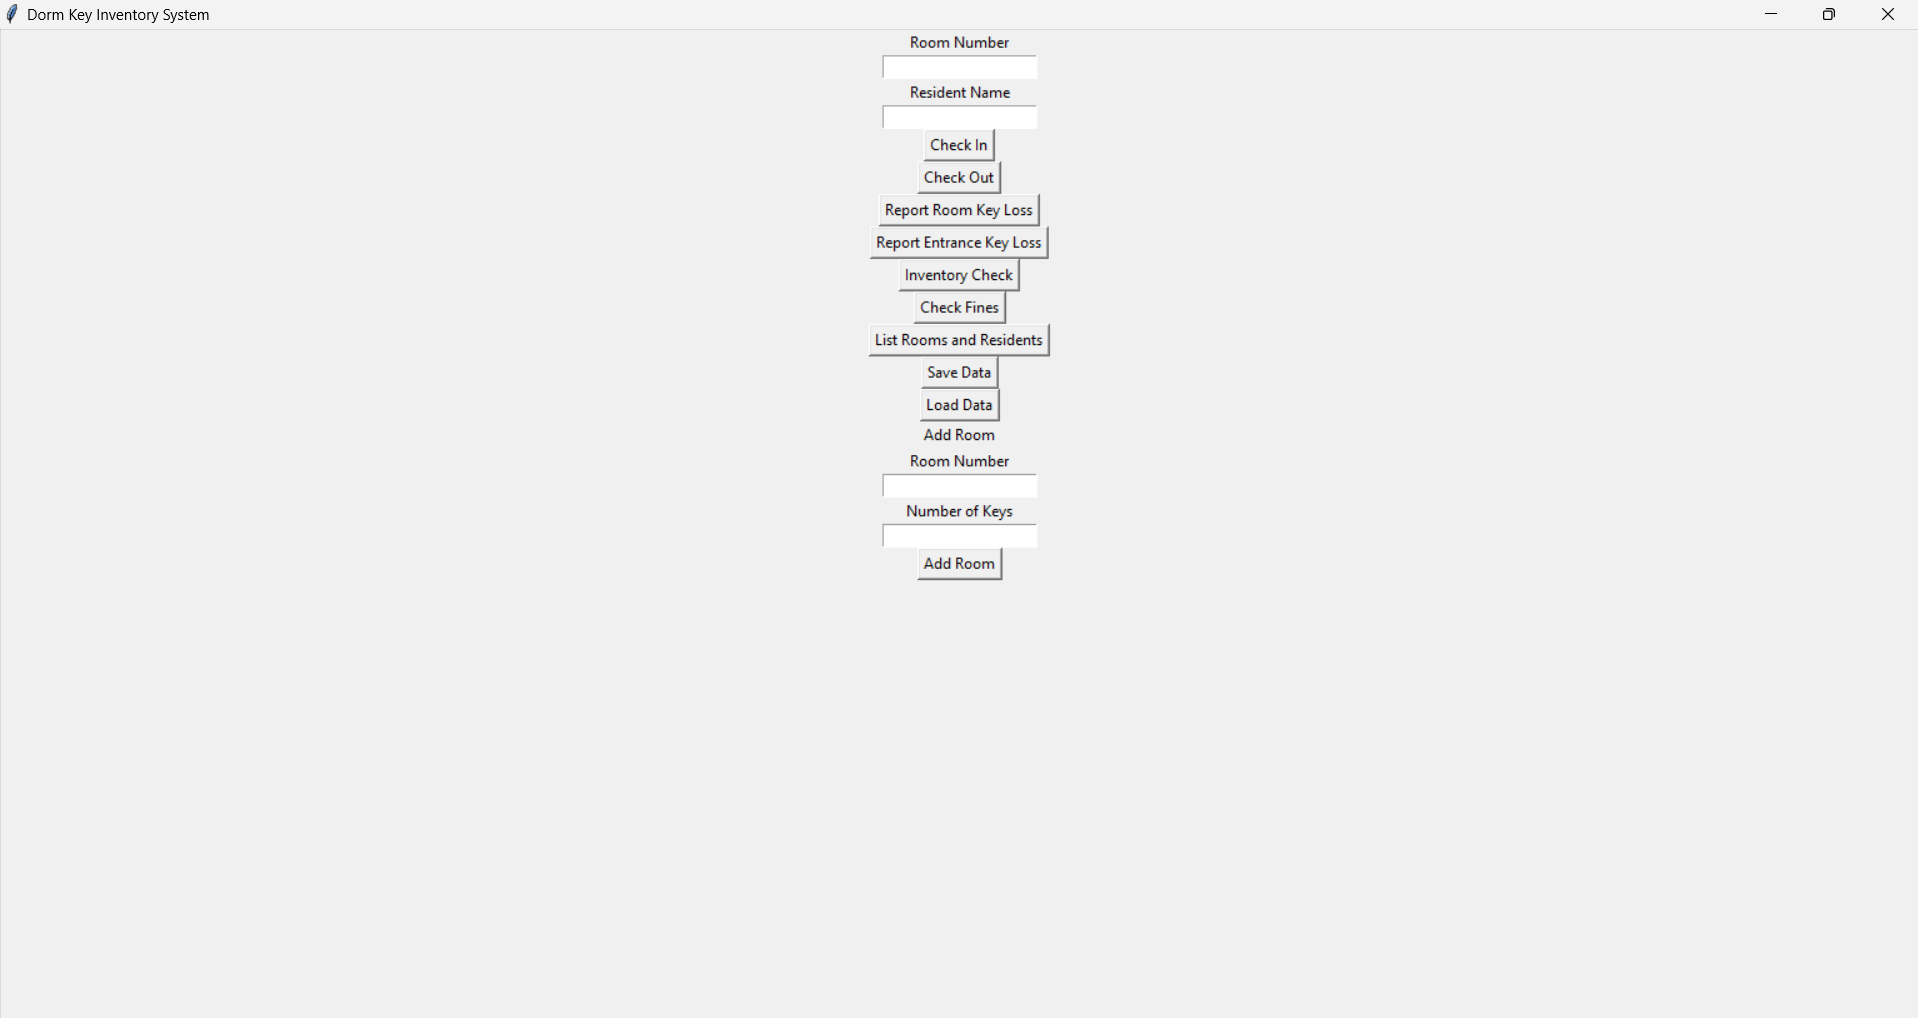 Dorm Key Inventory System
Room Number
Resident Name
Check In
Check Out
Report Room Key Loss
Report Entrance Key Loss
Inventory Check
Check Fines
List Rooms and Residents
Save Data
Load Data
Add Room
Room Number
Number of Keys
Add Room